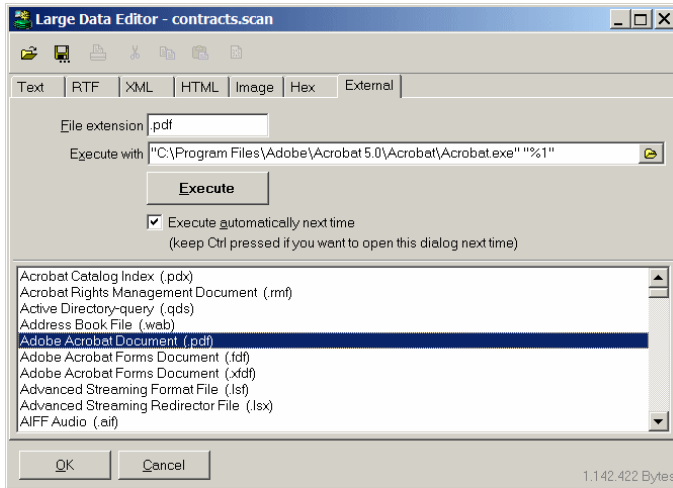 Large Data Editor - contracts.scan
Text RTF XML HTML Image Hex External
File extension .pdf
Execute with "C:\Program Files\Adobe\Acrobat 5.0\Acrobat\Acrobat.exe" "%1"
Execute
Execute automatically next time
(keep Ctrl pressed if you want to open this dialog next time)
Acrobat Catalog Index (.pdx)
Acrobat Rights Management Document (.rmf)
Active Directory-query (.qds)
Address Book File (.wab)
Adobe Acrobat Document (.pdf)
Adobe Acrobat Forms Document (.fdf)
Adobe Acrobat Forms Document (.xfdf)
Advanced Streaming Format File (.lsf)
Advanced Streaming Redirector File (.lsx)
AIFF Audio (.aif)
OK Cancel
1.142.422 Bytes